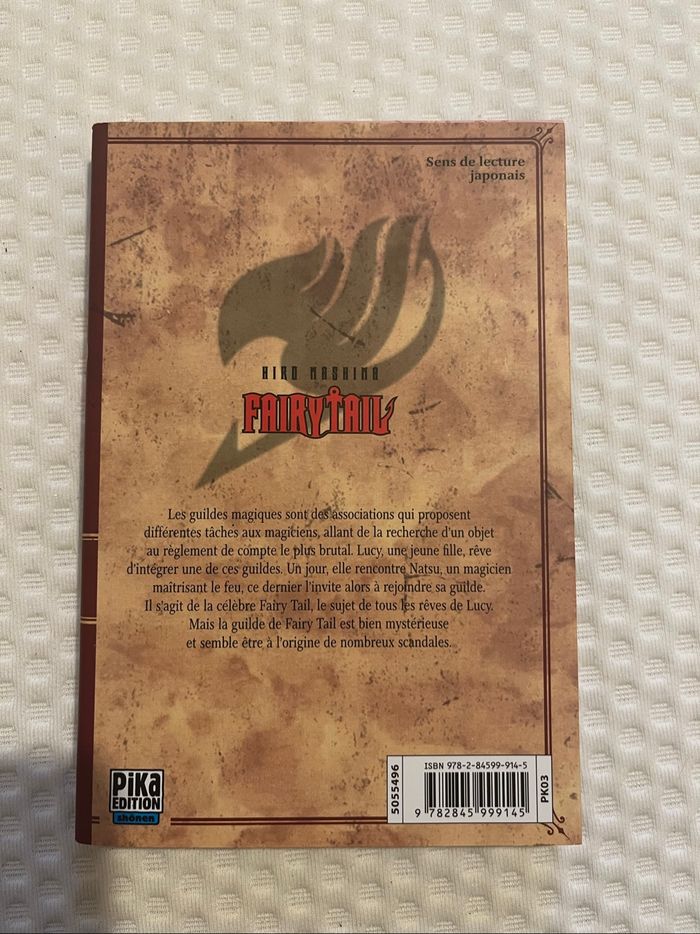 Sens de lecture
japonais
HIRO MASHIMA
FAIRY TAIL
Les guildes magiques sont des associations qui proposent
différentes tâches aux magiciens, allant de la recherche d'un objet
au règlement de compte le plus brutal. Lucy, une jeune fille, rêve
d'intégrer une de ces guildes. Un jour, elle rencontre Natsu, un magicien
maîtrisant le feu, ce dernier l'invite alors à rejoindre sa guilde.
Il s'agit de la célèbre Fairy Tail, le sujet de tous les rêves de Lucy.
Mais la guilde de Fairy Tail est bien mystérieuse
et semble être à l'origine de nombreux scandales.
PiKa
EDITION
shônen
5055496
ISBN 978-2-84599-914-5
9 782845 999145
PK03